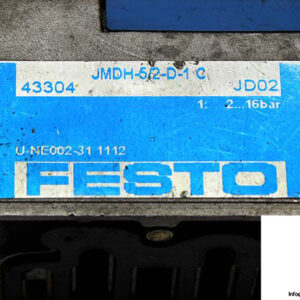 JMDH-5/2-D-1 C
43304 JD02
1: 2...16bar
U-NE002-31 1112
FESTO